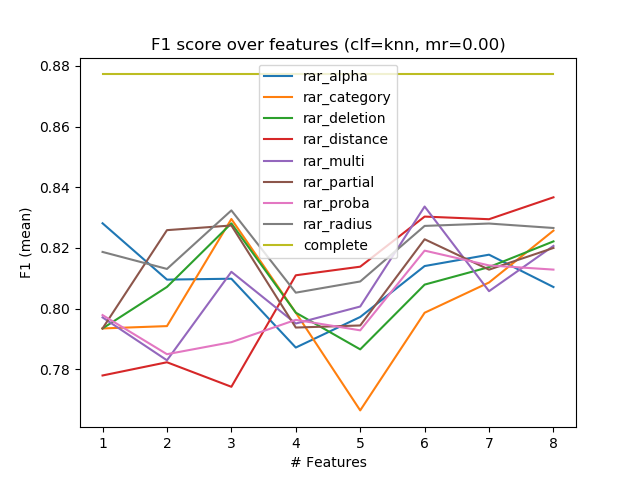 F1 score over features (clf=knn, mr=0.00)
0.88
0.86
0.84
0.82
0.80
0.78
F1 (mean)
rar_alpha
rar_category
rar_deletion
rar_distance
rar_multi
rar_partial
rar_proba
rar_radius
complete
1 2 3 4 5 6 7 8
# Features